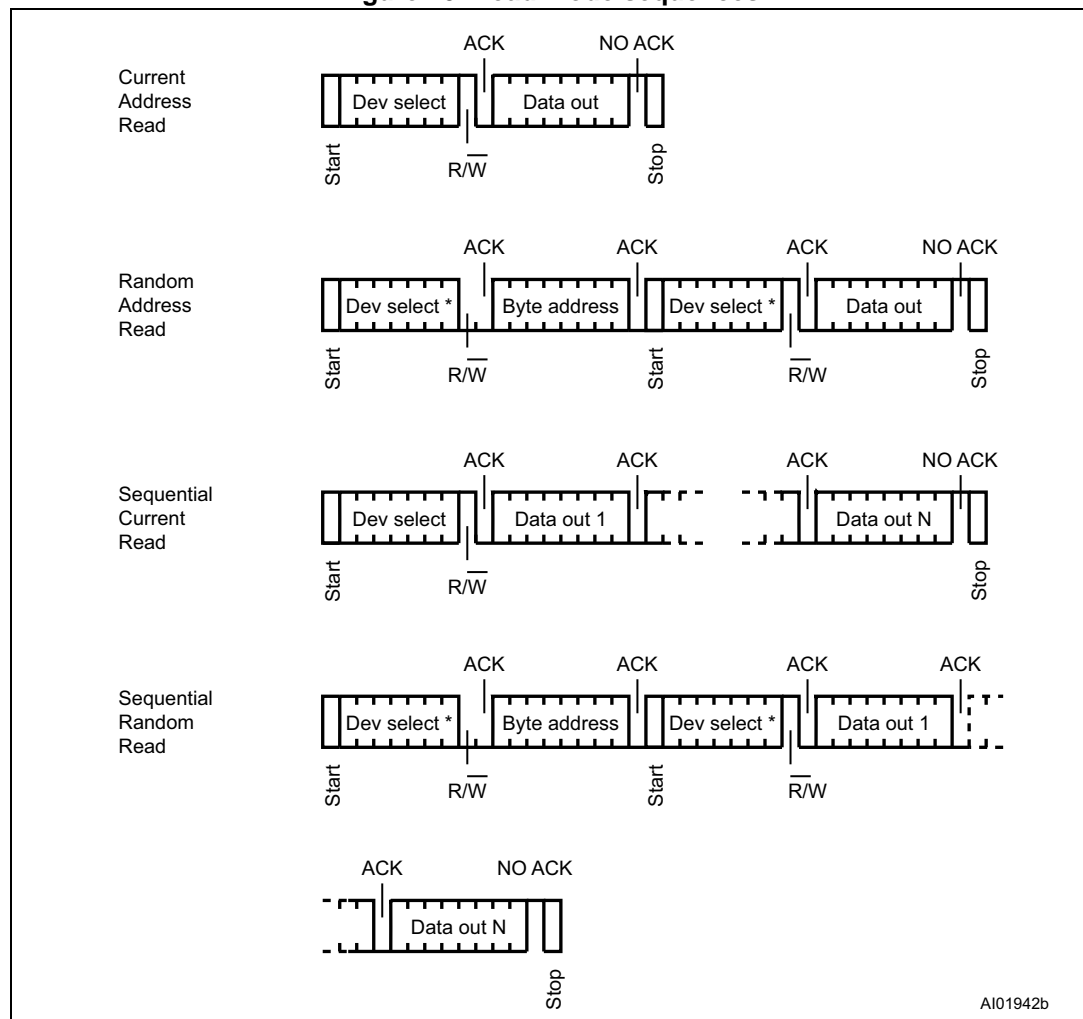 Read mode sequences
ACK NO ACK
Current
Address
Read
Dev select Data out
Start R/W̅ Stop
ACK ACK ACK NO ACK
Random
Address
Read
Dev select * Byte address Dev select * Data out
Start R/W̅ Start R̅/W Stop
ACK ACK ACK NO ACK
Sequential
Current
Read
Dev select Data out 1 Data out N
Start R/W̅ Stop
ACK ACK ACK ACK
Sequential
Random
Read
Dev select * Byte address Dev select * Data out 1
Start R/W̅ Start R̅/W
ACK NO ACK
Data out N
Stop
AI01942b